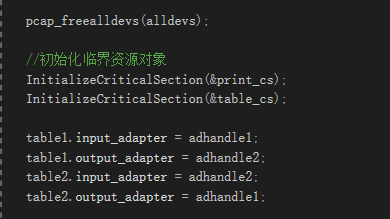 pcap_freealldevs(alldevs);
//初始化临界资源对象
InitializeCriticalSection(&print_cs);
InitializeCriticalSection(&table_cs);
table1.input_adapter = adhandle1;
table1.output_adapter = adhandle2;
table2.input_adapter = adhandle2;
table2.output_adapter = adhandle1;